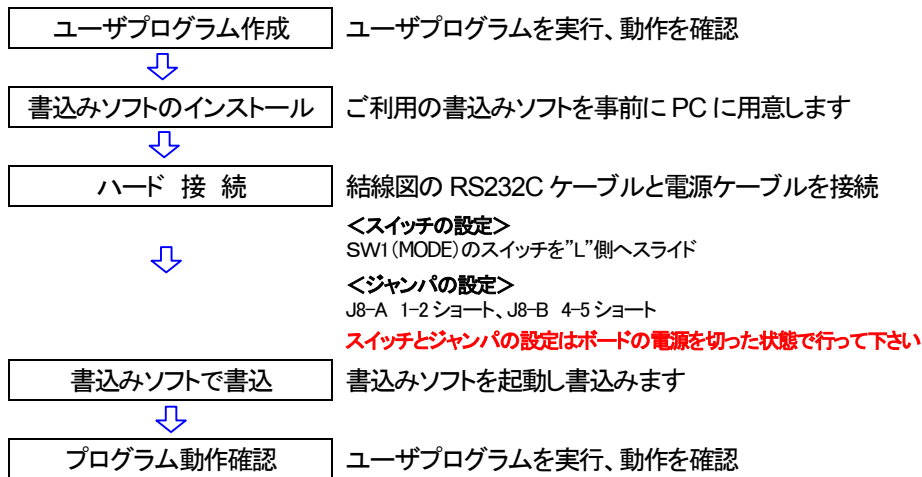 ユーザプログラム作成 ユーザプログラムを実行、動作を確認
書込みソフトのインストール ご利用の書込みソフトを事前に PC に用意します
ハード 接 続 結線図の RS232C ケーブルと電源ケーブルを接続
＜スイッチの設定＞
SW1(MODE)のスイッチを”L”側へスライド
＜ジャンパの設定＞
J8-A 1-2 ショート、J8-B 4-5 ショート
スイッチとジャンパの設定はボードの電源を切った状態で行って下さい
書込みソフトで書込 書込みソフトを起動し書込みます
プログラム動作確認 ユーザプログラムを実行、動作を確認